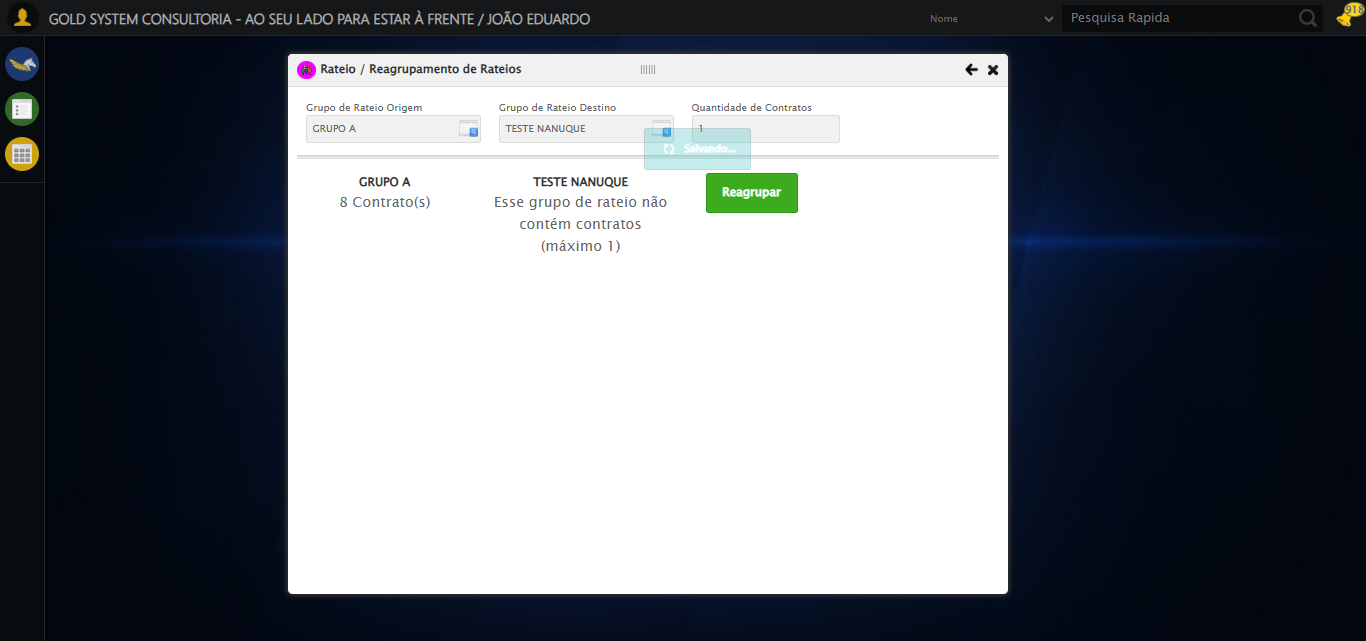 GOLD SYSTEM CONSULTORIA - AO SEU LADO PARA ESTAR À FRENTE / JOÃO EDUARDO
Nome
Pesquisa Rapida
918
Rateio / Reagrupamento de Rateios
Grupo de Rateio Origem
Grupo de Rateio Destino
Quantidade de Contratos
GRUPO A
TESTE NANUQUE
1
Salvando...
GRUPO A
8 Contrato(s)
TESTE NANUQUE
Esse grupo de rateio não
contém contratos
(máximo 1)
Reagrupar